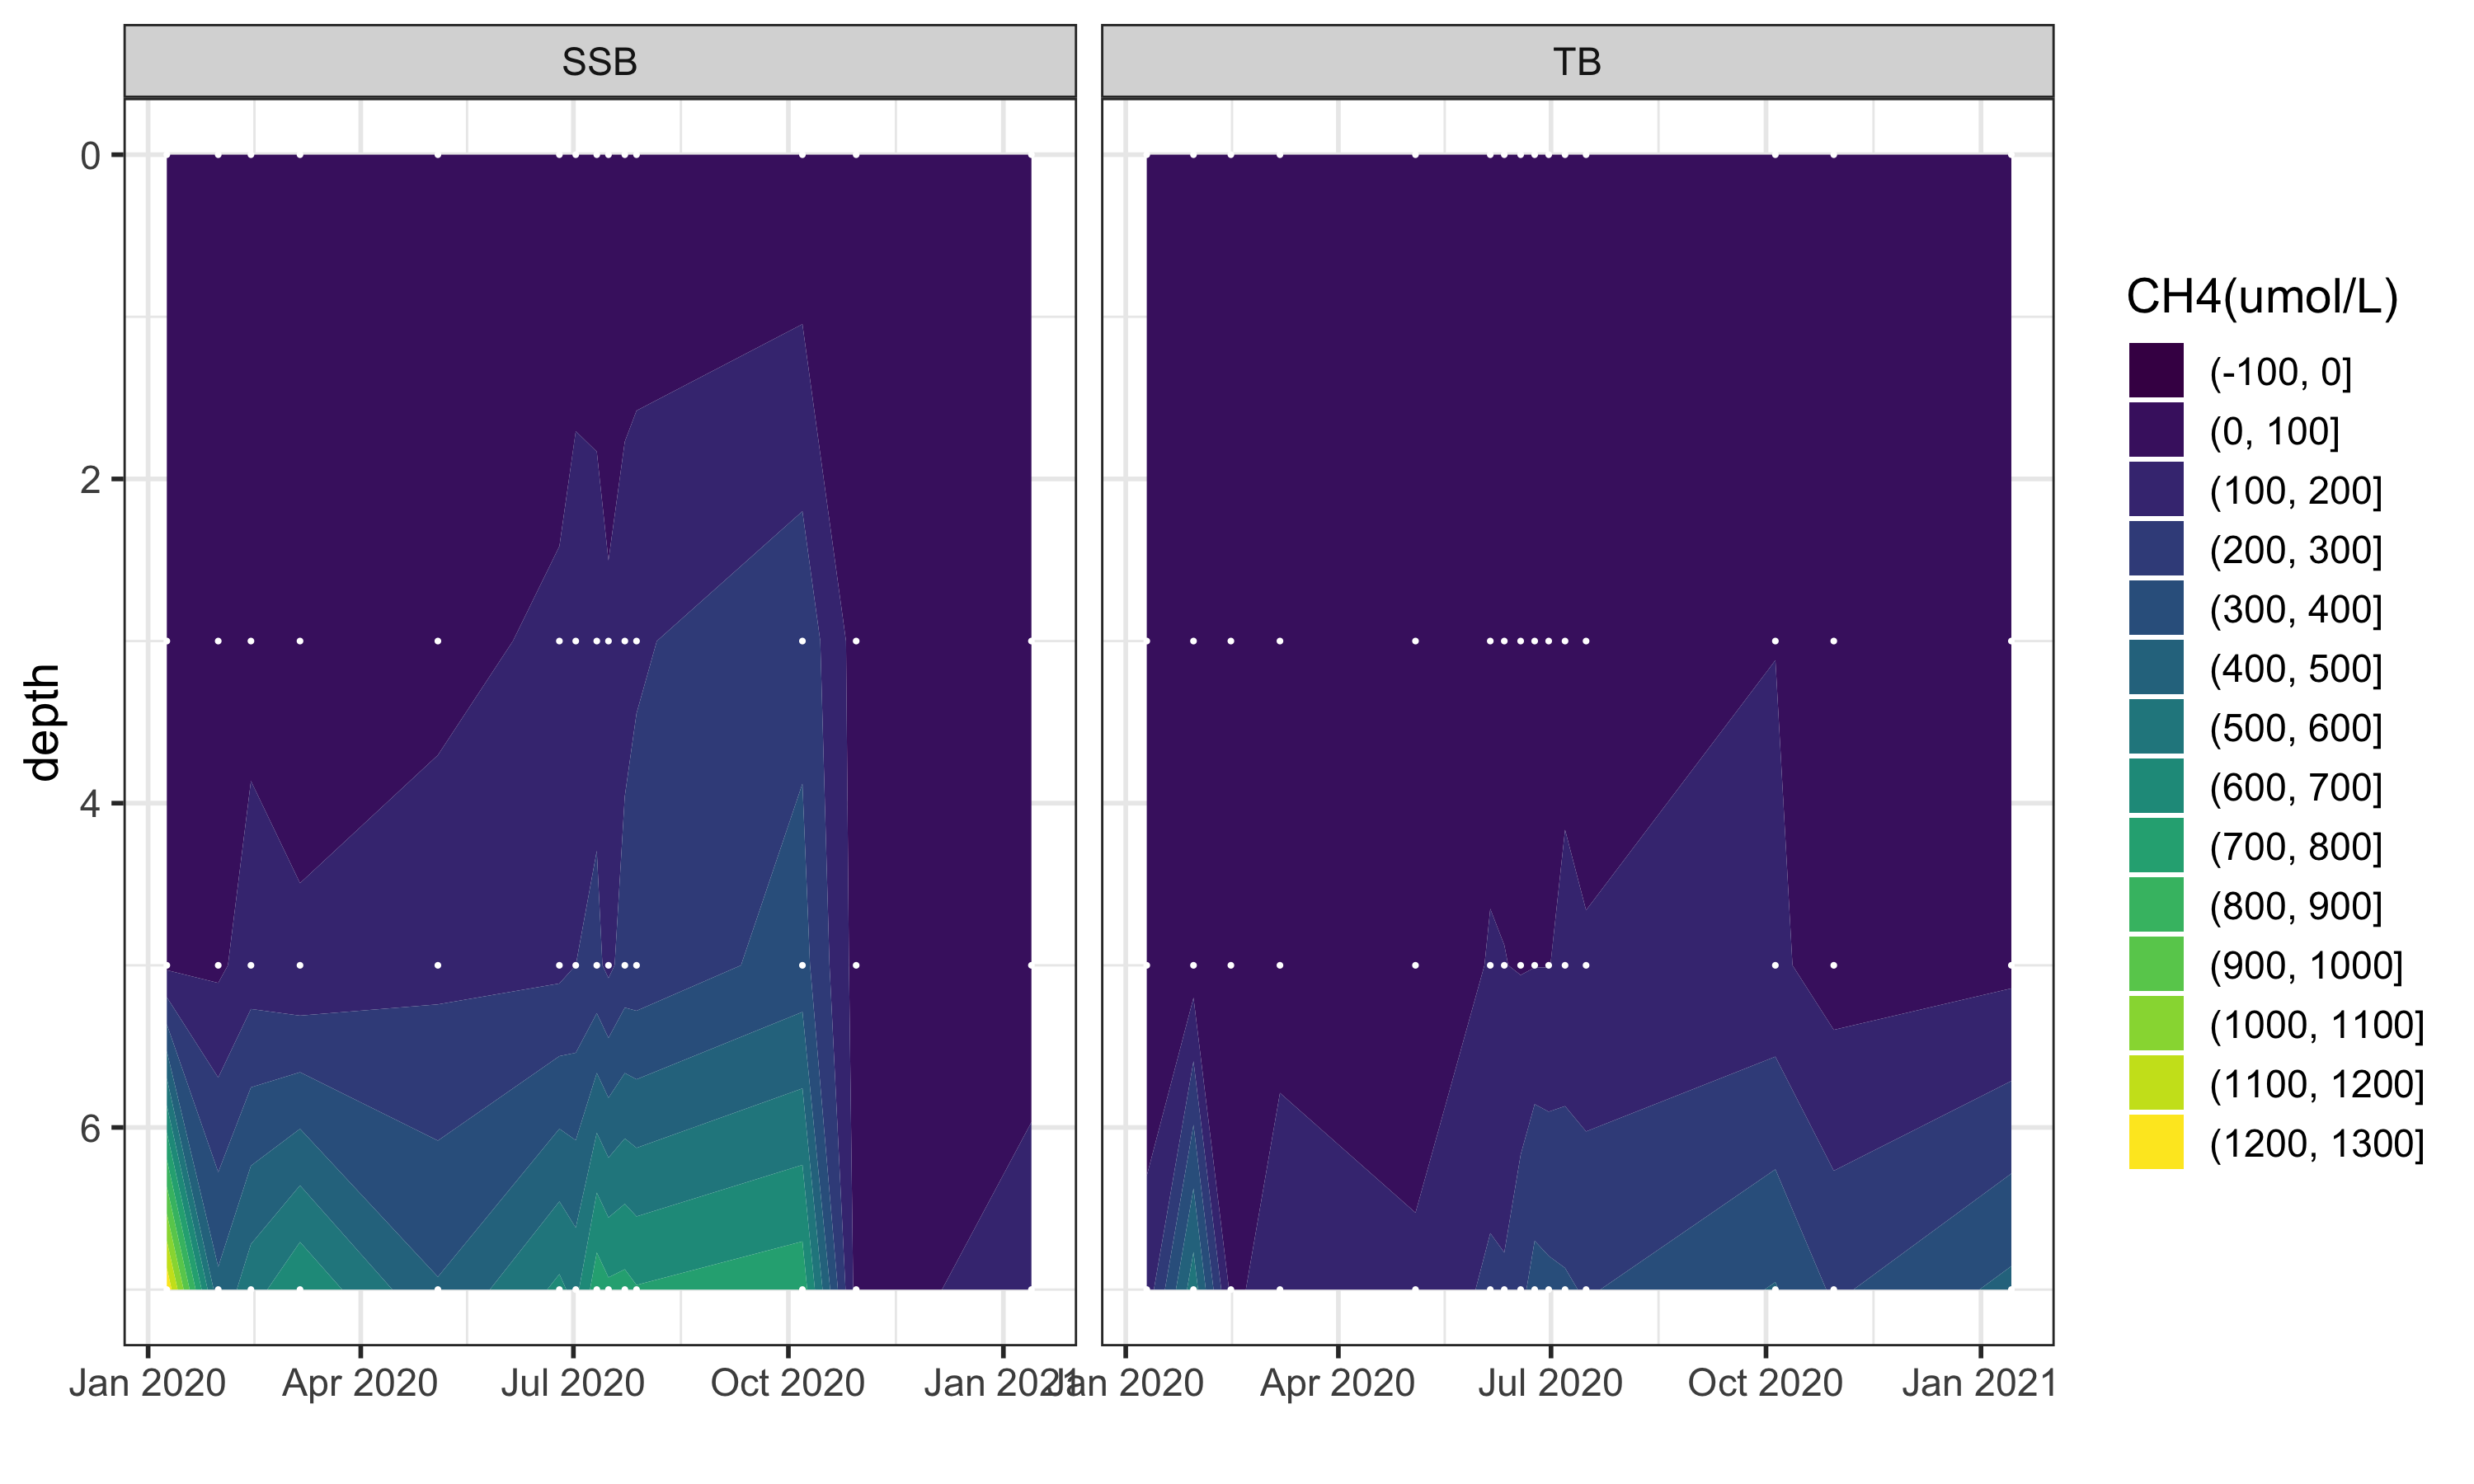 SSB
TB
0
2
4
6
depth
Jan 2020
Apr 2020
Jul 2020
Oct 2020
Jan 2021
Jan 2020
Apr 2020
Jul 2020
Oct 2020
Jan 2021
CH4(umol/L)
(-100, 0]
(0, 100]
(100, 200]
(200, 300]
(300, 400]
(400, 500]
(500, 600]
(600, 700]
(700, 800]
(800, 900]
(900, 1000]
(1000, 1100]
(1100, 1200]
(1200, 1300]